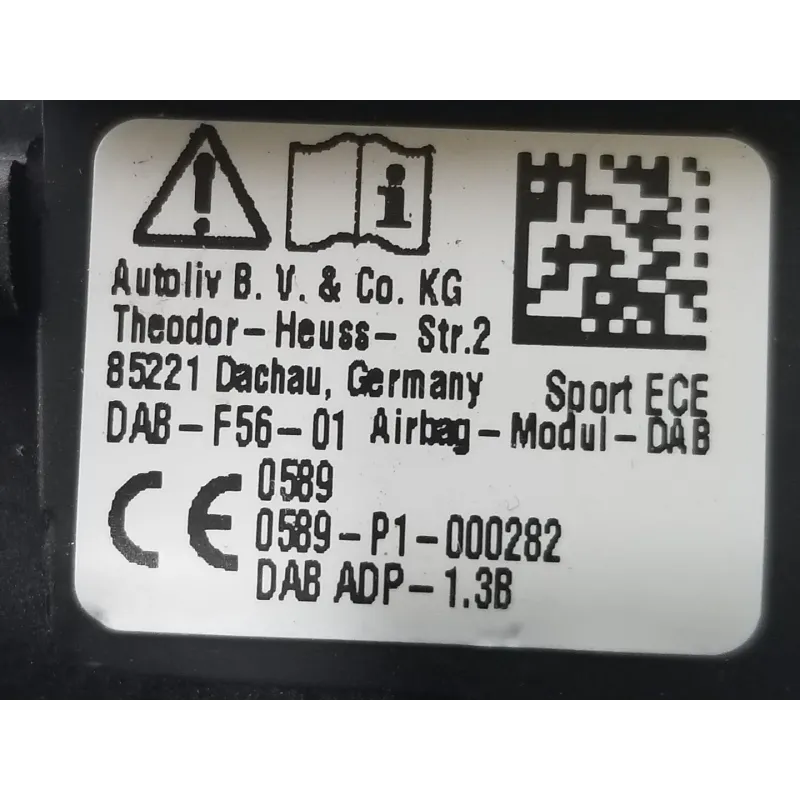 Autoliv B. V. & Co. KG
Theodor-Heuss- Str.2
85221 Dachau, Germany
Sport ECE
DAB-F56-01 Airbag-Modul-DAB
CE 0589
0589-P1-000282
DAB ADP-1.3B